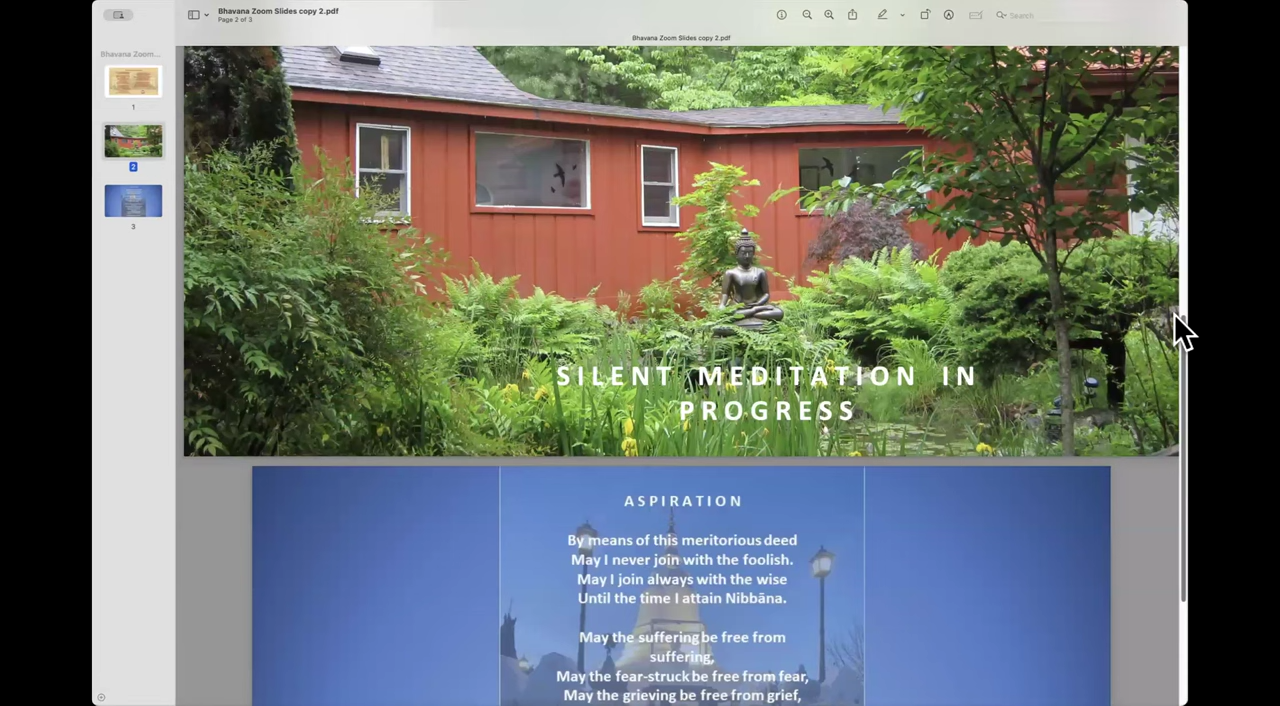 Bhavana Zoom Slides copy 2.pdf
Page 2 of 3
Search
Bhavana Zoom Slides copy 2.pdf
Bhavana Zoom...
1
2
3
SILENT MEDITATION IN
PROGRESS
ASPIRATION
By means of this meritorious deed
May I never join with the foolish.
May I join always with the wise
Until the time I attain Nibbāna.
May the suffering be free from
suffering,
May the fear-struck be free from fear,
May the grieving be free from grief,